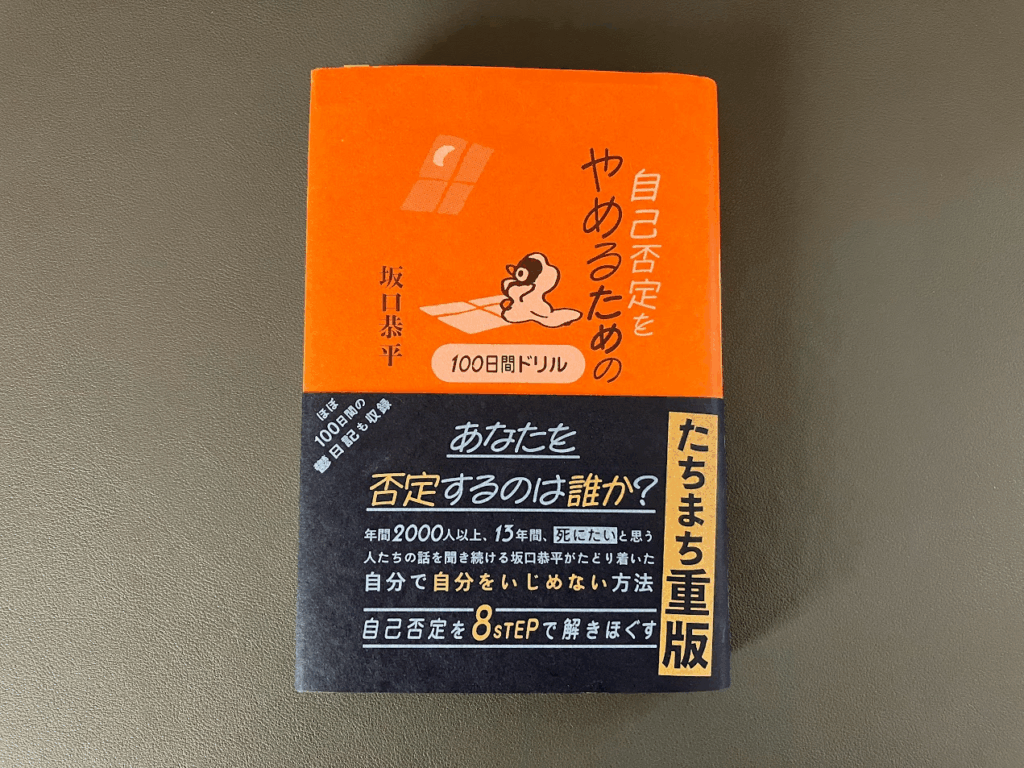 自己否定を
やめるための
100日間ドリル
坂口恭平
ほぼ
100日間の
鬱日記も収録
あなたを
否定するのは誰か?
年間2000人以上、13年間、死にたいと思う
人たちの話を聞き続ける坂口恭平がたどり着いた
自分で自分をいじめない方法
自己否定を8STEPで解きほぐす
たちまち重版